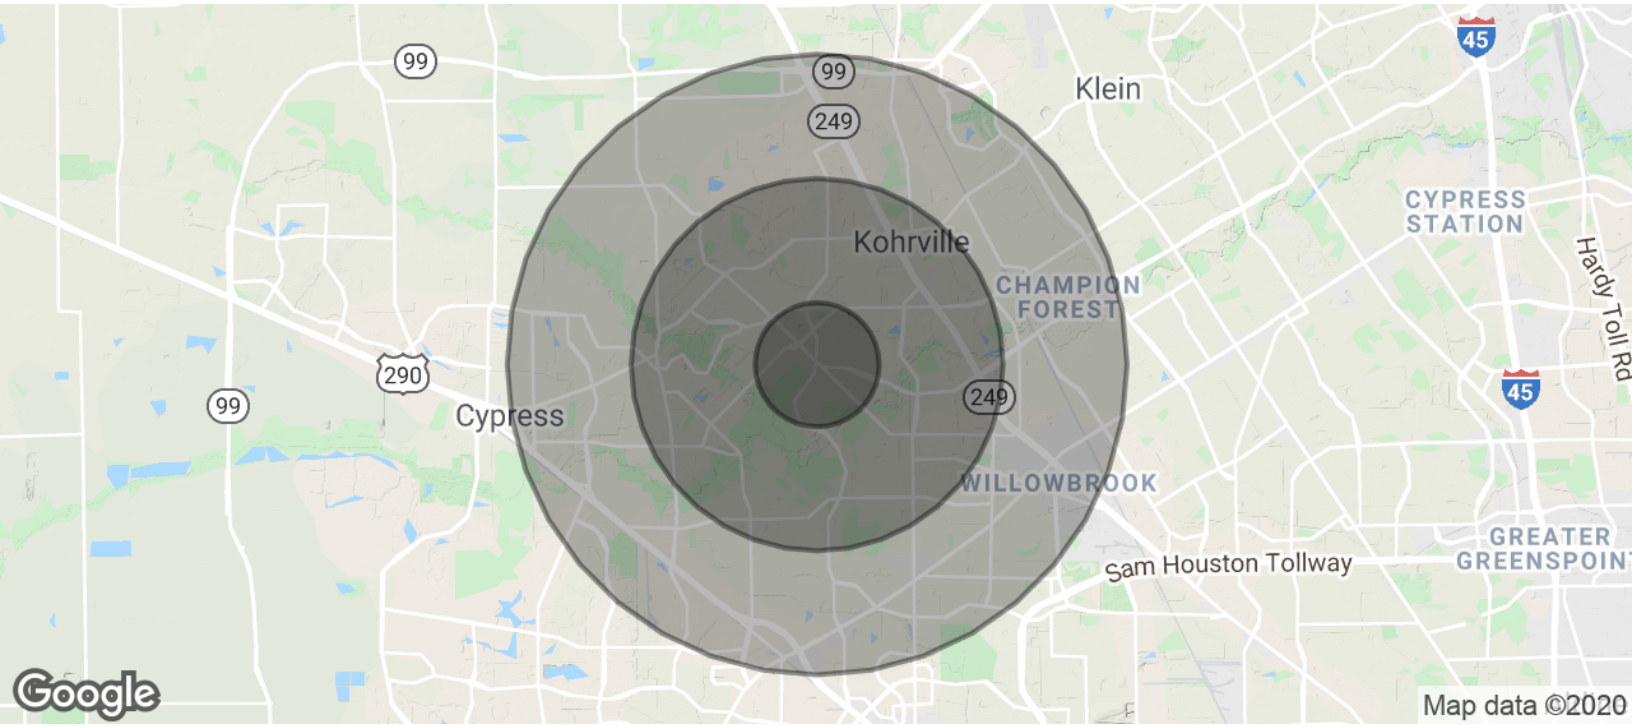 99
99
45
Klein
249
CYPRESS
STATION
Kohrville
Hardy Toll Rd
CHAMPION
FOREST
290
45
99
249
Cypress
WILLOWBROOK
GREATER
GREENSPOINT
Sam Houston Tollway
Google
Map data ©2020